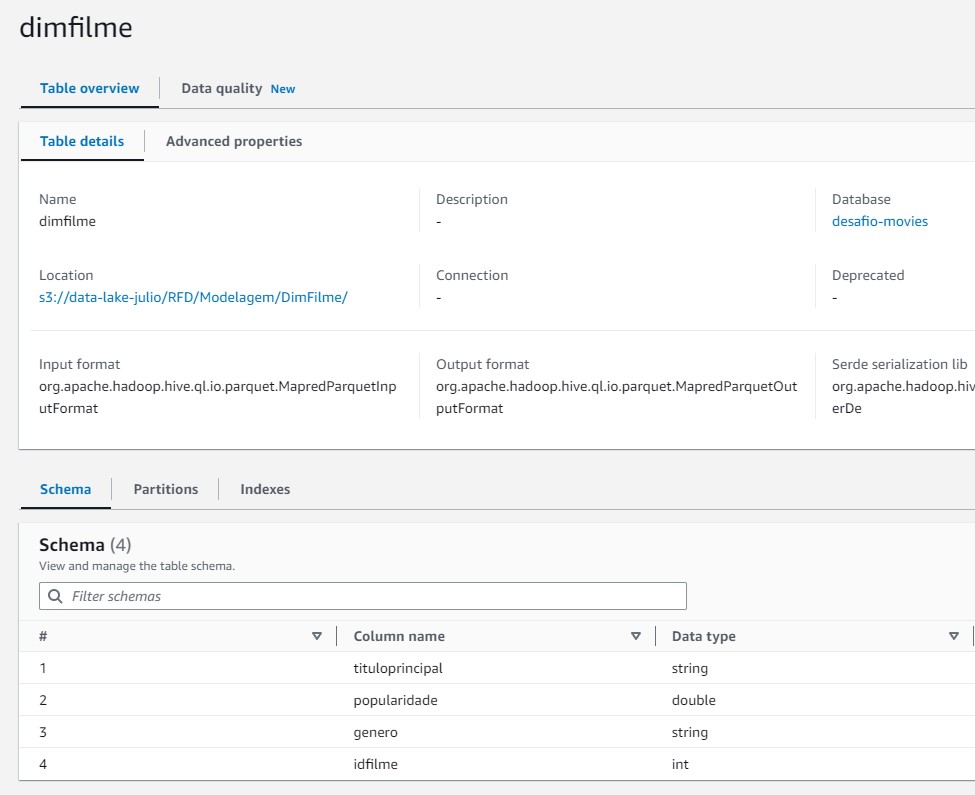 dimfilme
Table overview
Data quality New
Table details
Advanced properties
Name
dimfilme
Description
-
Database
desafio-movies
Location
s3://data-lake-julio/RFD/Modelagem/DimFilme/
Connection
-
Deprecated
-
Input format
org.apache.hadoop.hive.ql.io.parquet.MapredParquetInp
utFormat
Output format
org.apache.hadoop.hive.ql.io.parquet.MapredParquetOut
putFormat
Serde serialization lib
org.apache.hadoop.hiv
erDe
Schema
Partitions
Indexes
Schema (4)
View and manage the table schema.
Filter schemas
# Column name Data type
1 tituloprincipal string
2 popularidade double
3 genero string
4 idfilme int